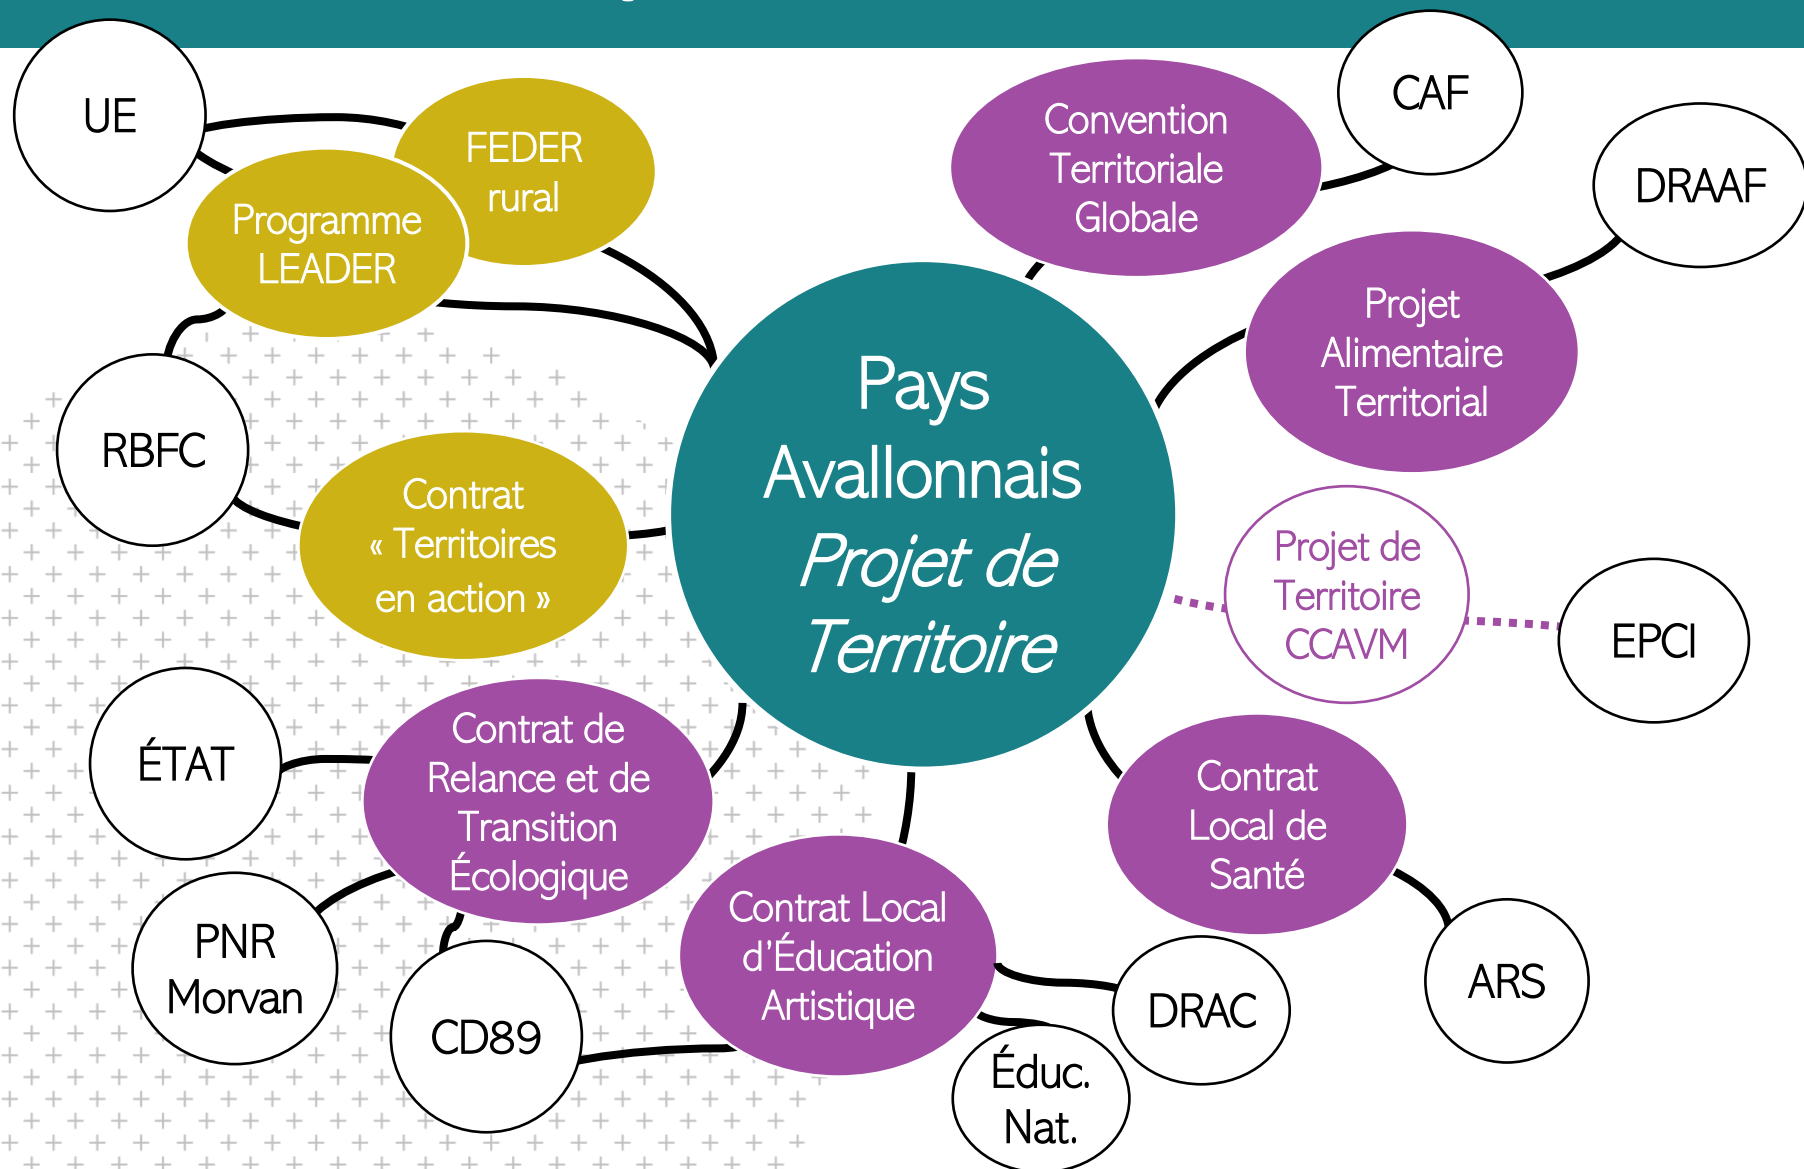 UE
FEDER
rural
Programme
LEADER
RBFC
Contrat
« Territoires
en action »
Convention
Territoriale
Globale
CAF
DRAAF
Projet
Alimentaire
Territorial
Pays
Avallonnais
Projet de
Territoire
Projet de
Territoire
CCAVM
EPCI
ÉTAT
Contrat de
Relance et de
Transition
Écologique
PNR
Morvan
CD89
Contrat Local
d’Éducation
Artistique
Contrat
Local de
Santé
DRAC
Éduc.
Nat.
ARS